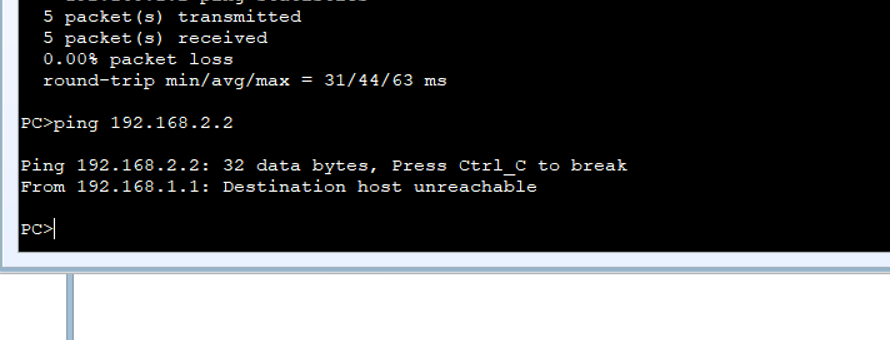 5 packet(s) transmitted
5 packet(s) received
0.00% packet loss
round-trip min/avg/max = 31/44/63 ms
PC>ping 192.168.2.2
Ping 192.168.2.2: 32 data bytes, Press Ctrl_C to break
From 192.168.1.1: Destination host unreachable
PC>